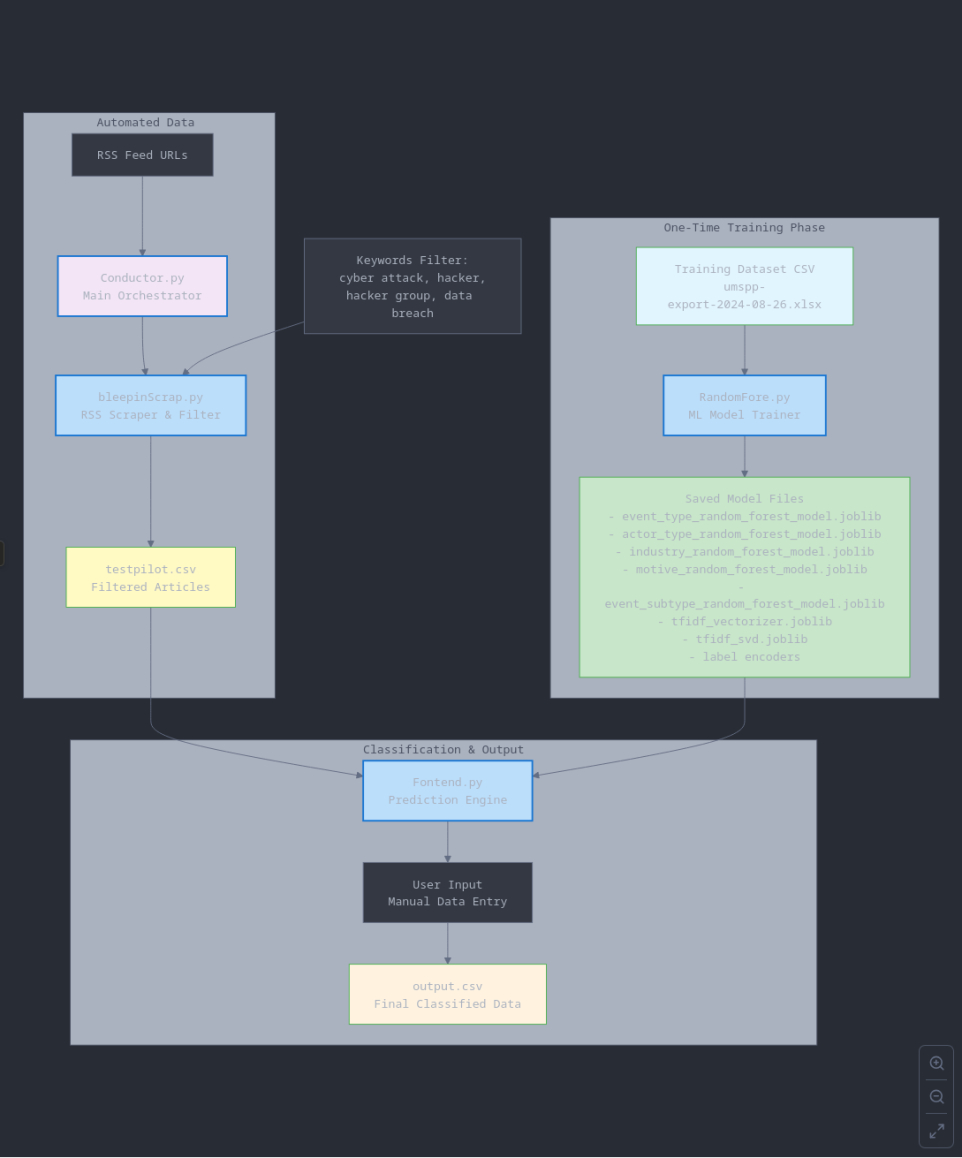 Automated Data
RSS Feed URLs
Conductor.py
Main Orchestrator
bleepinScrap.py
RSS Scraper & Filter
testpilot.csv
Filtered Articles
Keywords Filter:
cyber attack, hacker,
hacker group, data
breach
One-Time Training Phase
Training Dataset CSV
umspp-
export-2024-08-26.xlsx
RandomFore.py
ML Model Trainer
Saved Model Files
- event_type_random_forest_model.joblib
- actor_type_random_forest_model.joblib
- industry_random_forest_model.joblib
- motive_random_forest_model.joblib
-
event_subtype_random_forest_model.joblib
- tfidf_vectorizer.joblib
- tfidf_svd.joblib
- label encoders
Classification & Output
Fontend.py
Prediction Engine
User Input
Manual Data Entry
output.csv
Final Classified Data